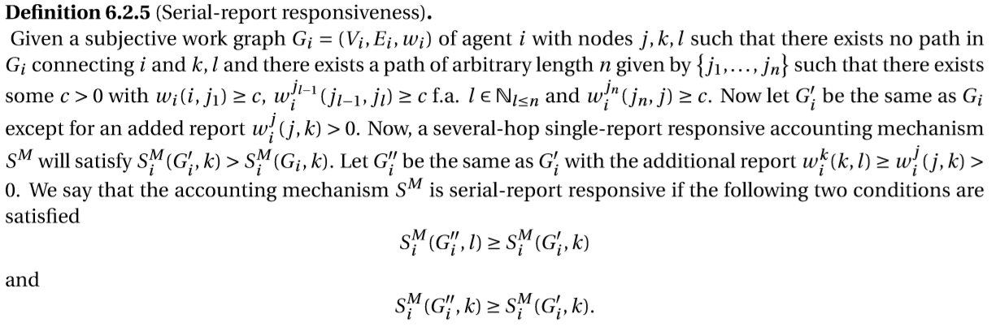 Definition 6.2.5 (Serial-report responsiveness).
Given a subjective work graph $G_i = (V_i, E_i, w_i)$ of agent $i$ with nodes $j, k, l$ such that there exists no path in
$G_i$ connecting $i$ and $k, l$ and there exists a path of arbitrary length $n$ given by $\{j_1, \ldots, j_n\}$ such that there exists
some $c > 0$ with $w_i(i, j_1) \geq c$, $w_i^{j_{l-1}}(j_{l-1}, j_l) \geq c$ f.a. $l \in \mathbb{N}_{l \leq n}$ and $w_i^{j_n}(j_n, j) \geq c$. Now let $G_i'$ be the same as $G_i$
except for an added report $w_i^j(j, k) > 0$. Now, a several-hop single-report responsive accounting mechanism
$S^M$ will satisfy $S_i^M(G_i', k) > S_i^M(G_i, k)$. Let $G_i''$ be the same as $G_i'$ with the additional report $w_i^k(k, l) \geq w_i^j(j, k) >$
$0$. We say that the accounting mechanism $S^M$ is serial-report responsive if the following two conditions are
satisfied
$S_i^M(G_i'', l) \geq S_i^M(G_i', k)$
and
$S_i^M(G_i'', k) \geq S_i^M(G_i', k).$